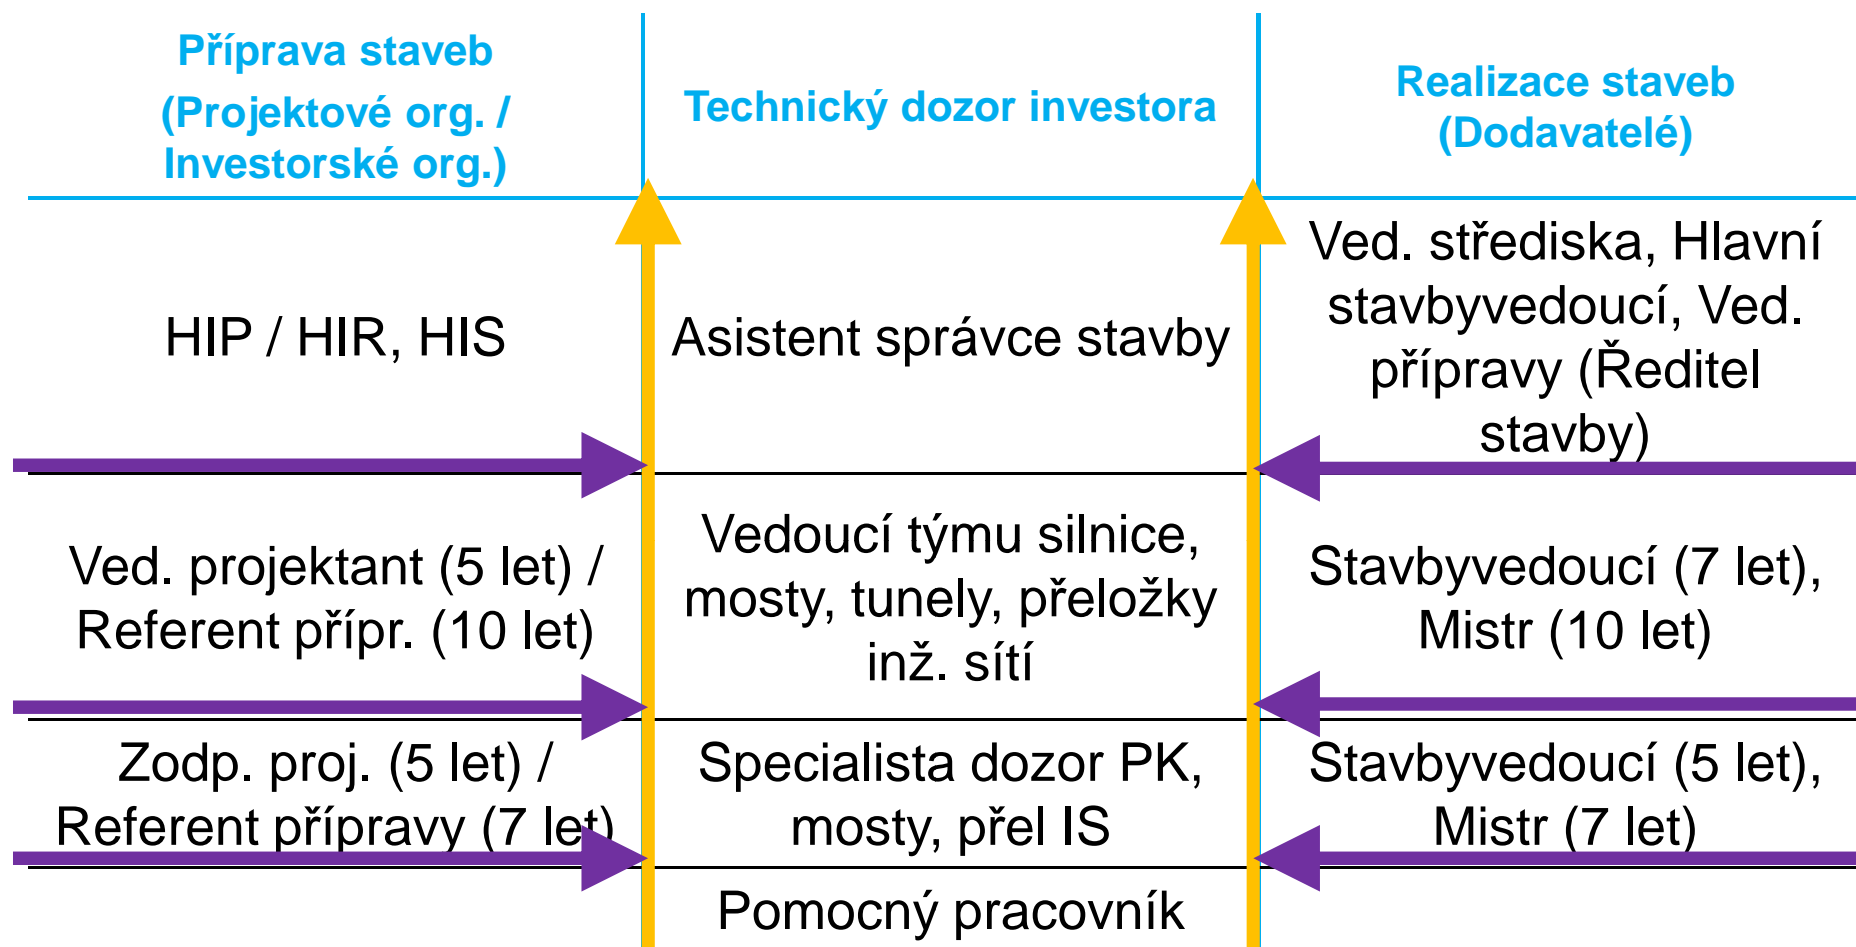 Příprava staveb
(Projektové org. /
Investorské org.)
Technický dozor investora
Realizace staveb
(Dodavatelé)
HIP / HIR, HIS
Asistent správce stavby
Ved. střediska, Hlavní
stavbyvedoucí, Ved.
přípravy (Ředitel
stavby)
Ved. projektant (5 let) /
Referent přípr. (10 let)
Vedoucí týmu silnice,
mosty, tunely, přeložky
inž. sítí
Stavbyvedoucí (7 let),
Mistr (10 let)
Zodp. proj. (5 let) /
Referent přípravy (7 let)
Specialista dozor PK,
mosty, přel IS
Stavbyvedoucí (5 let),
Mistr (7 let)
Pomocný pracovník